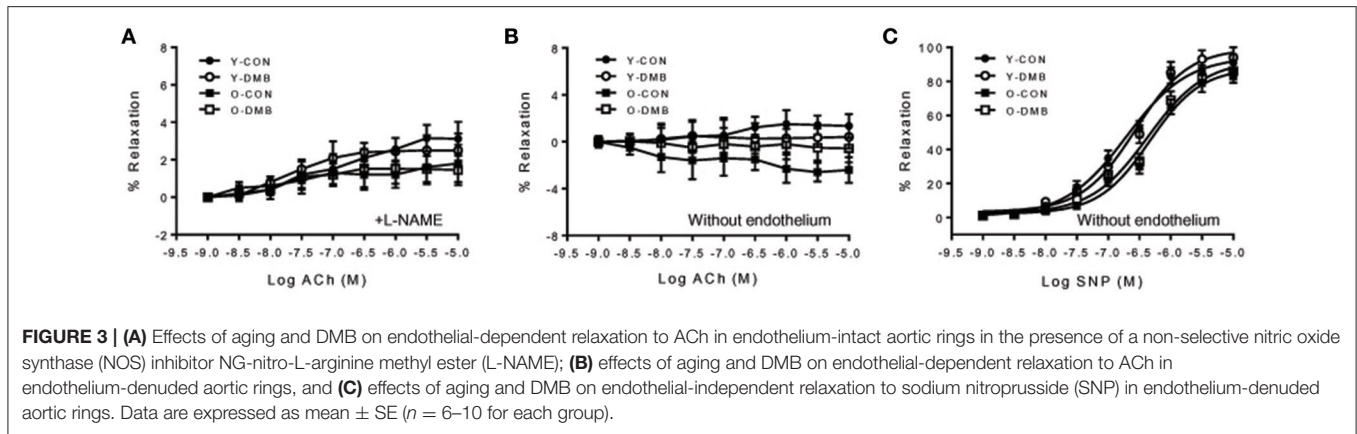 A
B
C
8
6
4
2
0
-2
% Relaxation
Y-CON
Y-DMB
O-CON
O-DMB
+L-NAME
-9.5 -9.0 -8.5 -8.0 -7.5 -7.0 -6.5 -6.0 -5.5 -5.0
Log ACh (M)
8
4
0
-4
-8
% Relaxation
Y-CON
Y-DMB
O-CON
O-DMB
Without endothelium
-9.5 -9.0 -8.5 -8.0 -7.5 -7.0 -6.5 -6.0 -5.5 -5.0
Log ACh (M)
100
80
60
40
20
0
% Relaxation
Y-CON
Y-DMB
O-CON
O-DMB
Without endothelium
-9.5 -9.0 -8.5 -8.0 -7.5 -7.0 -6.5 -6.0 -5.5 -5.0
Log SNP (M)
FIGURE 3 | (A) Effects of aging and DMB on endothelial-dependent relaxation to ACh in endothelium-intact aortic rings in the presence of a non-selective nitric oxide
synthase (NOS) inhibitor NG-nitro-L-arginine methyl ester (L-NAME); (B) effects of aging and DMB on endothelial-dependent relaxation to ACh in
endothelium-denuded aortic rings, and (C) effects of aging and DMB on endothelial-independent relaxation to sodium nitroprusside (SNP) in endothelium-denuded
aortic rings. Data are expressed as mean ± SE (n = 6–10 for each group).